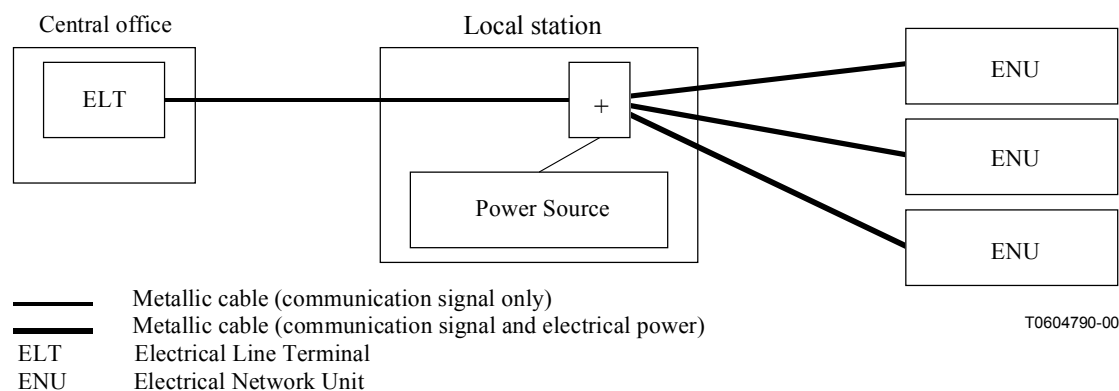 Central office
Local station
ELT
+
ENU
ENU
Power Source
ENU
Metallic cable (communication signal only)
Metallic cable (communication signal and electrical power)
T0604790-00
ELT Electrical Line Terminal
ENU Electrical Network Unit